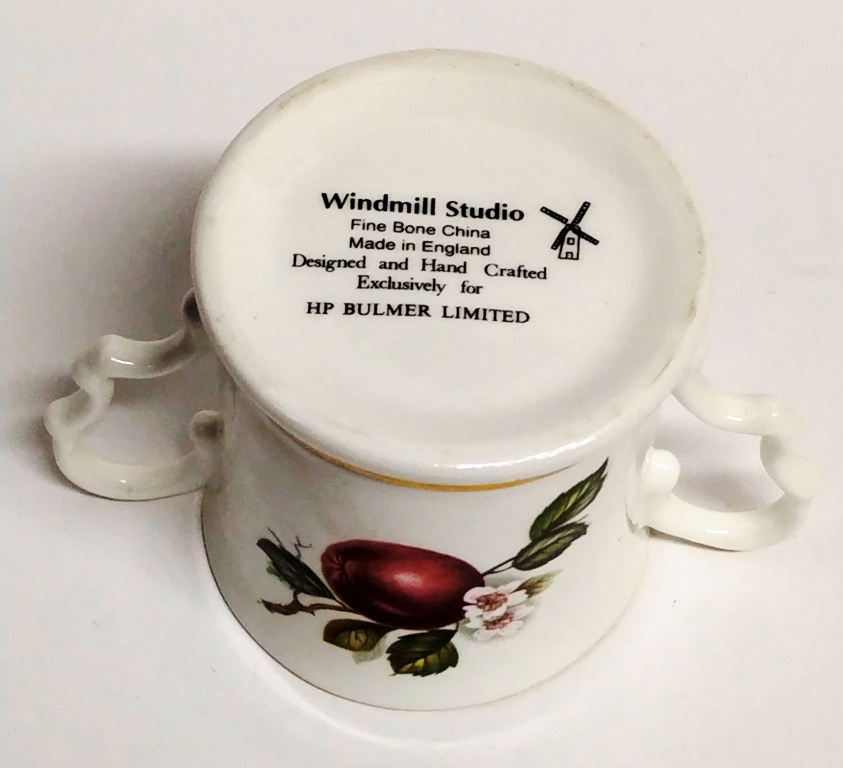 Windmill Studio
Fine Bone China
Made in England
Designed and Hand Crafted
Exclusively for
HP BULMER LIMITED